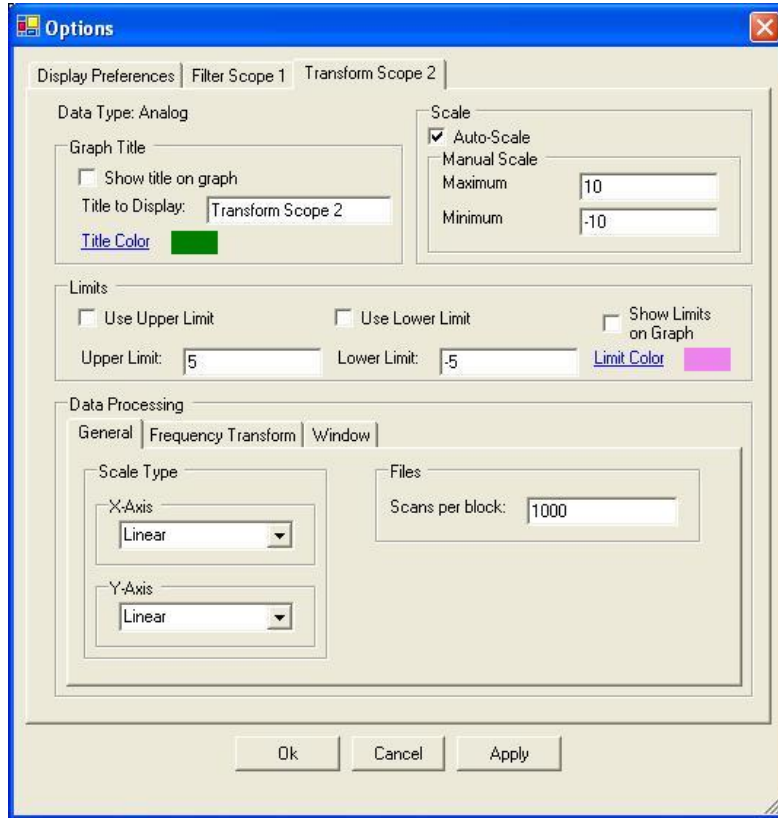 Options
Display Preferences Filter Scope 1 Transform Scope 2
Data Type: Analog
Graph Title
Show title on graph
Title to Display: Transform Scope 2
Title Color
Scale
Auto-Scale
Manual Scale
Maximum 10
Minimum -10
Limits
Use Upper Limit Use Lower Limit Show Limits
on Graph
Upper Limit: 5 Lower Limit: -5 Limit Color
Data Processing
General Frequency Transform Window
Scale Type
X-Axis
Linear
Y-Axis
Linear
Files
Scans per block: 1000
Ok Cancel Apply